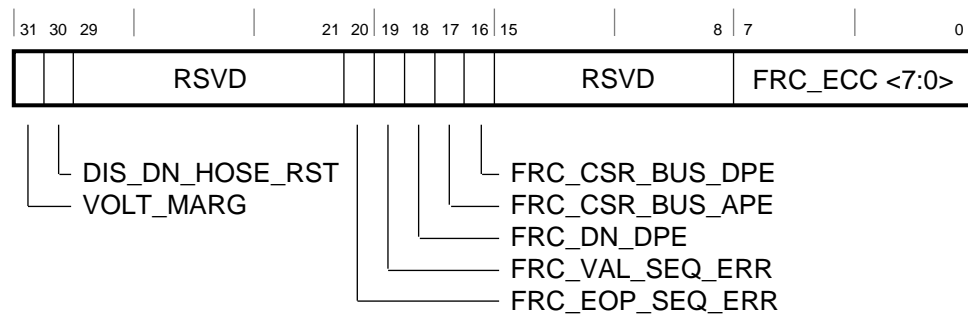 31 30 29 21 20 19 18 17 16 15 8 7 0
RSVD RSVD FRC_ECC <7:0>
DIS_DN_HOSE_RST FRC_CSR_BUS_DPE
VOLT_MARG FRC_CSR_BUS_APE
FRC_DN_DPE
FRC_VAL_SEQ_ERR
FRC_EOP_SEQ_ERR